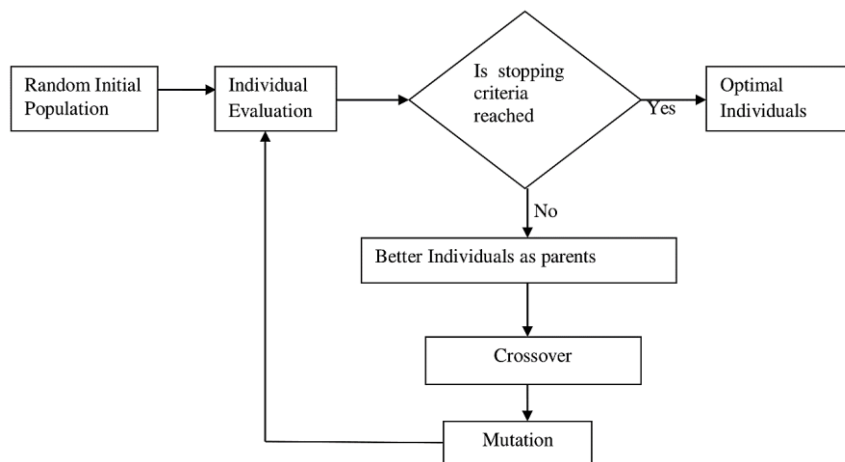 Random Initial
Population
Individual
Evaluation
Is stopping
criteria
reached
Yes
Optimal
Individuals
No
Better Individuals as parents
Crossover
Mutation